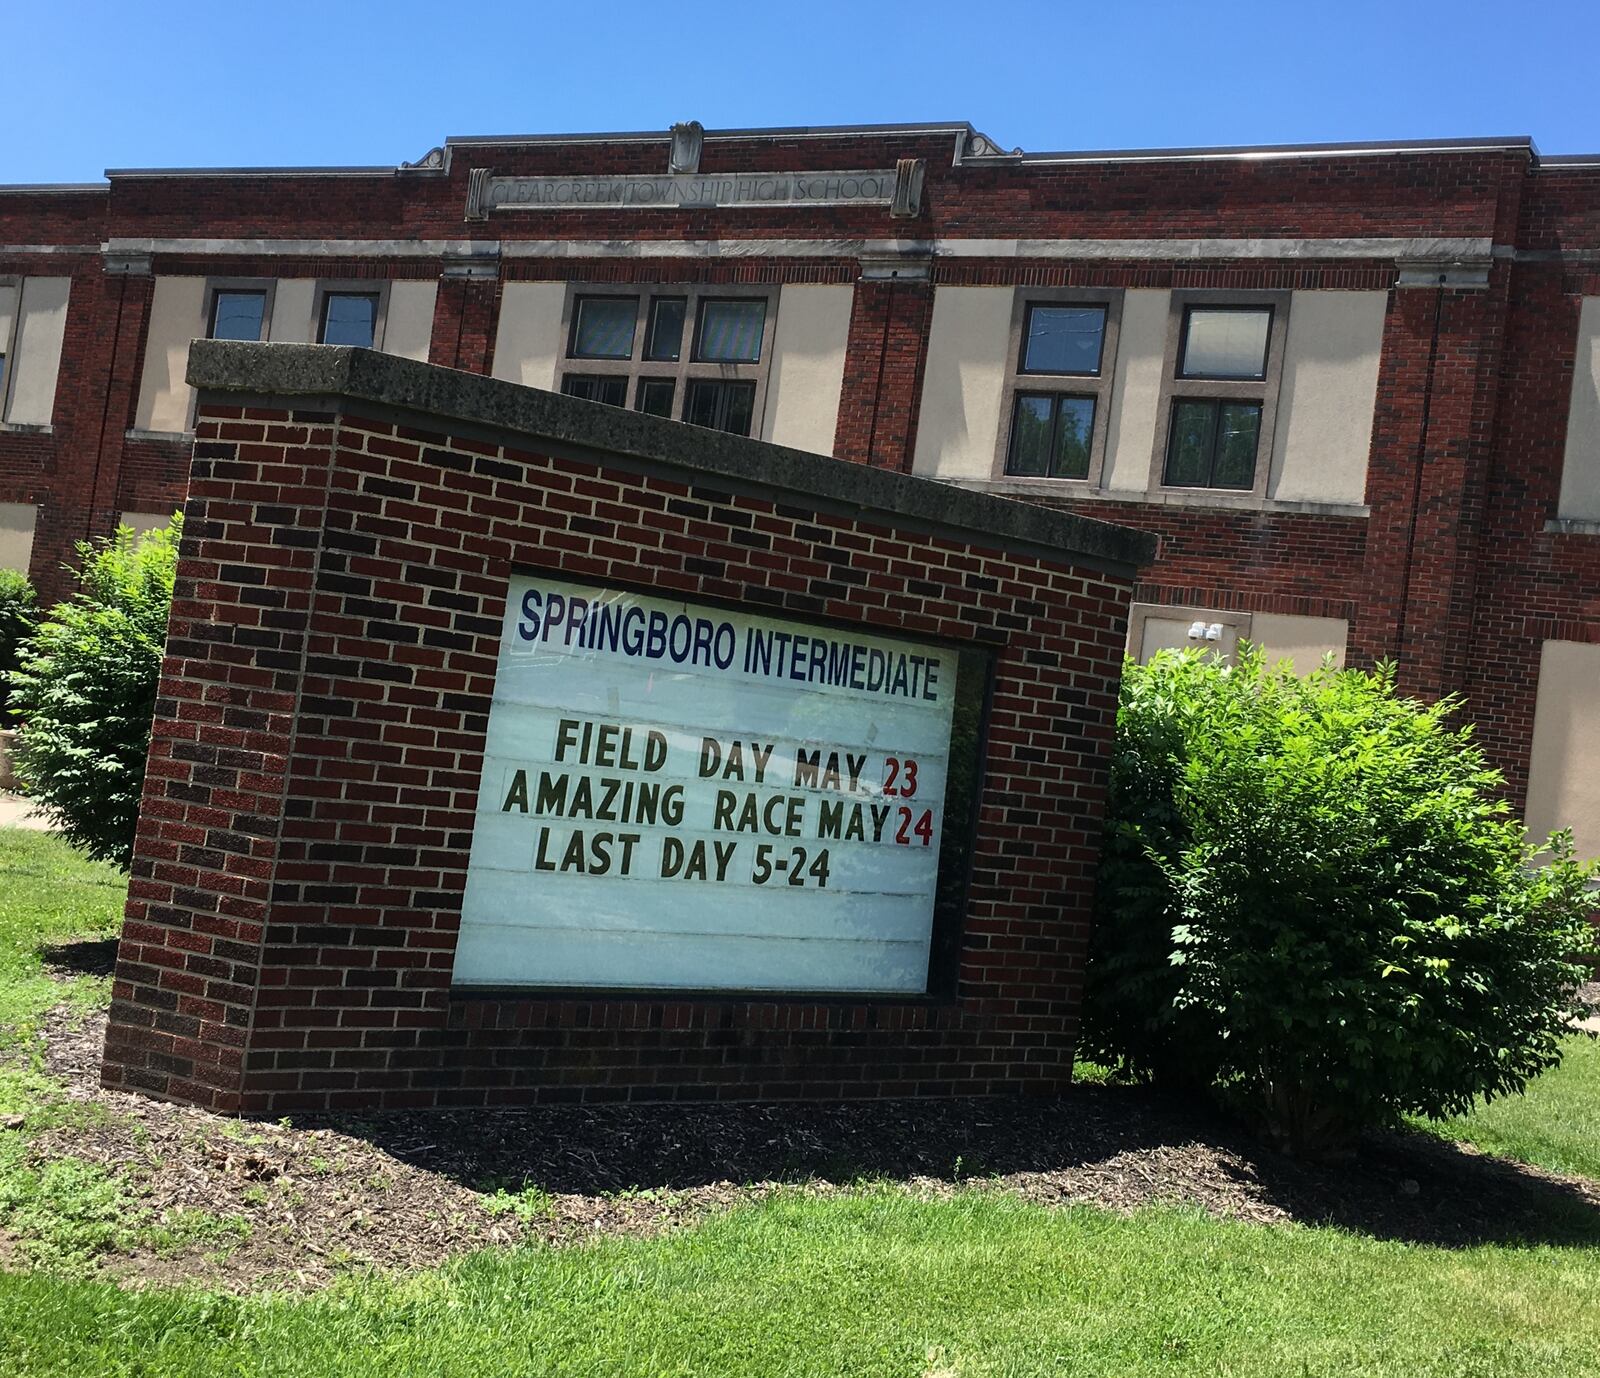 CLEARCREEK TOWNSHIP HIGH SCHOOL
SPRINGBORO INTERMEDIATE
FIELD DAY MAY 23
AMAZING RACE MAY 24
LAST DAY 5-24